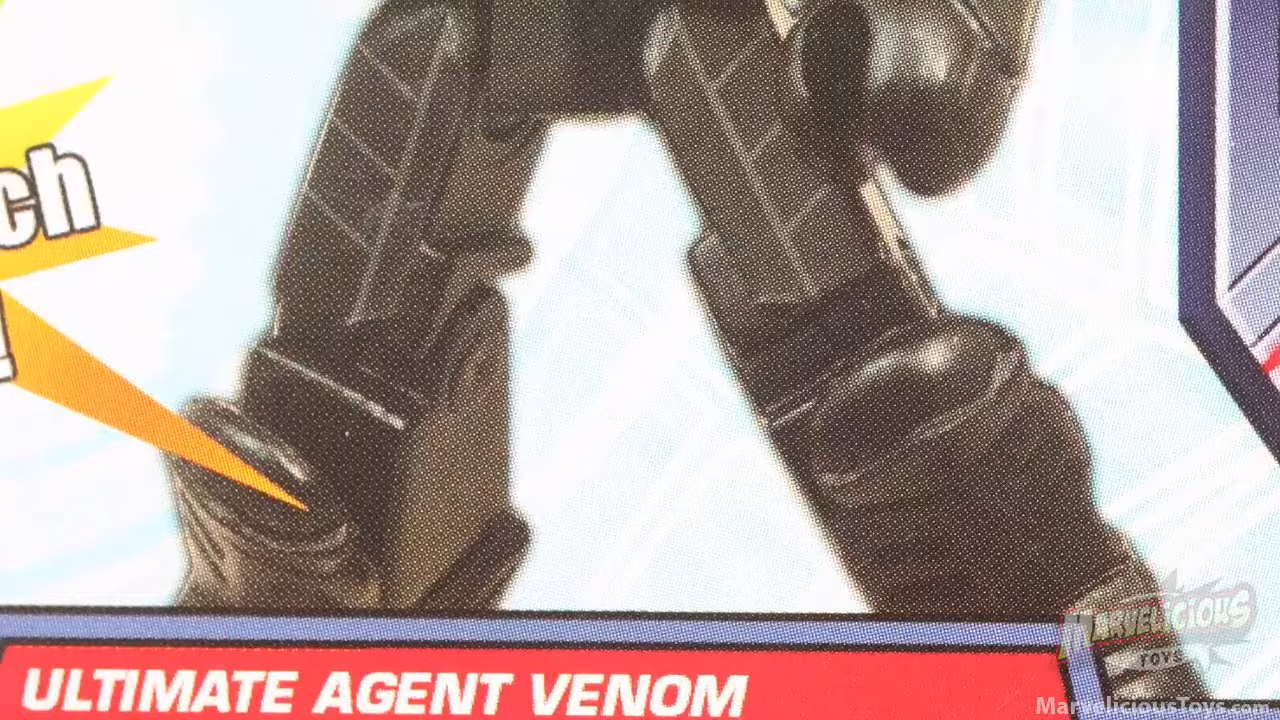 ch
!
MARVELICIOUS
TOYS
ULTIMATE AGENT VENOM
MarveliciousToys.com